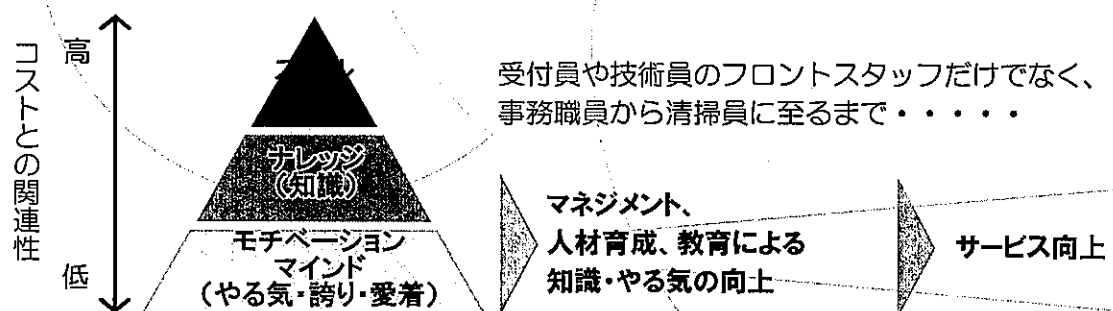 コストとの関連性
高
低
ナレッジ
(知識)
モチベーション
マインド
(やる気・誇り・愛着)
受付員や技術員のフロントスタッフだけでなく、
事務職員から清掃員に至るまで・・・・・
マネジメント、
人材育成、教育による
知識・やる気の向上
サービス向上